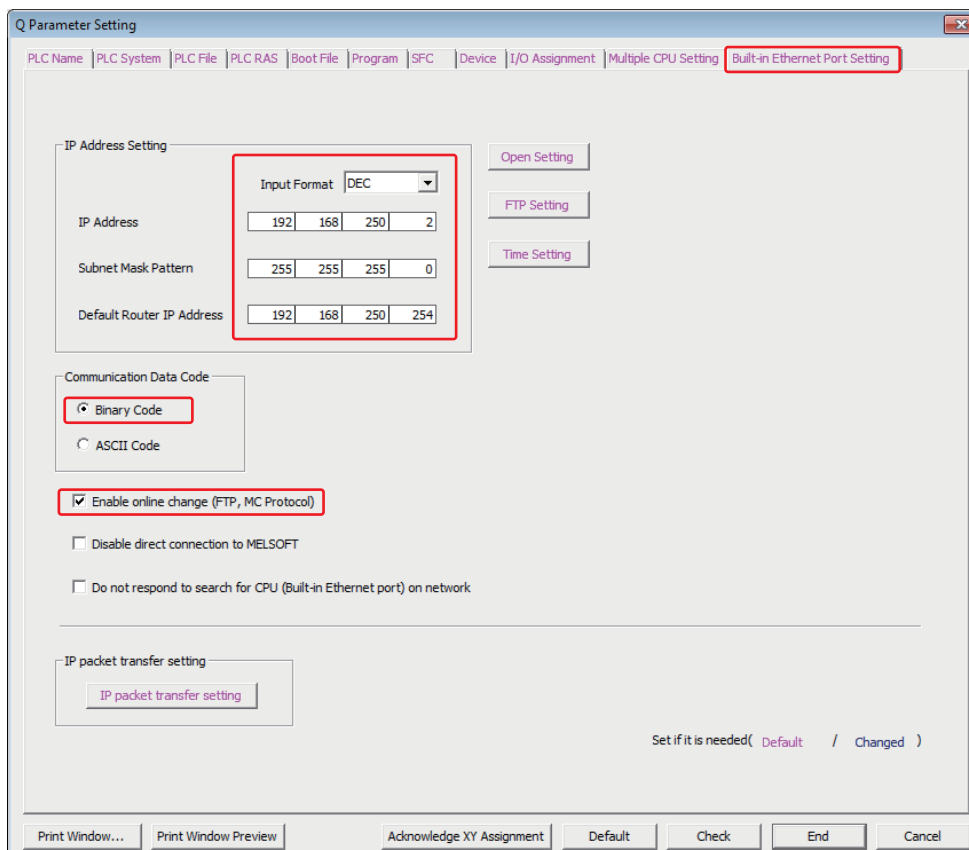 Q Parameter Setting
PLC Name PLC System PLC File PLC RAS Boot File Program SFC Device I/O Assignment Multiple CPU Setting Built-in Ethernet Port Setting
IP Address Setting
Input Format DEC
IP Address 192 168 250 2
Subnet Mask Pattern 255 255 255 0
Default Router IP Address 192 168 250 254
Open Setting
FTP Setting
Time Setting
Communication Data Code
Binary Code
ASCII Code
Enable online change (FTP, MC Protocol)
Disable direct connection to MELSOFT
Do not respond to search for CPU (Built-in Ethernet port) on network
IP packet transfer setting
IP packet transfer setting
Set if it is needed( Default / Changed )
Print Window... Print Window Preview Acknowledge XY Assignment Default Check End Cancel